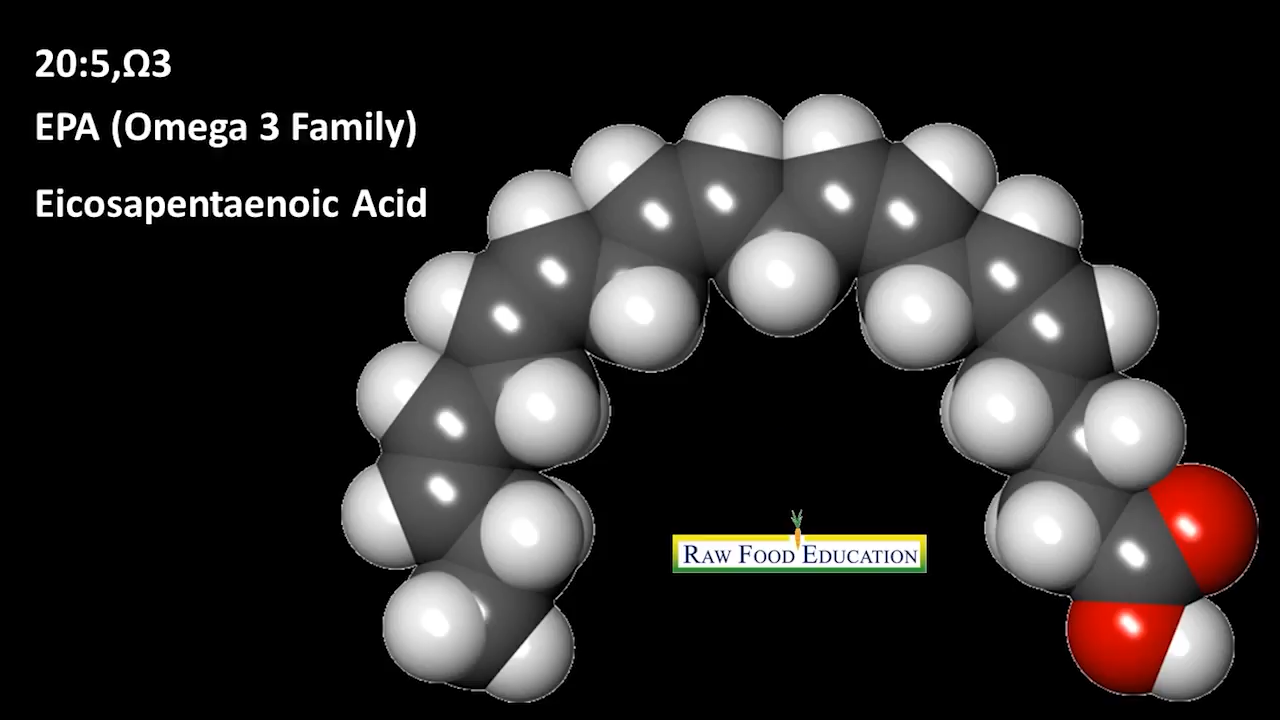 20:5,Ω3
EPA (Omega 3 Family)
Eicosapentaenoic Acid
RAW FOOD EDUCATION